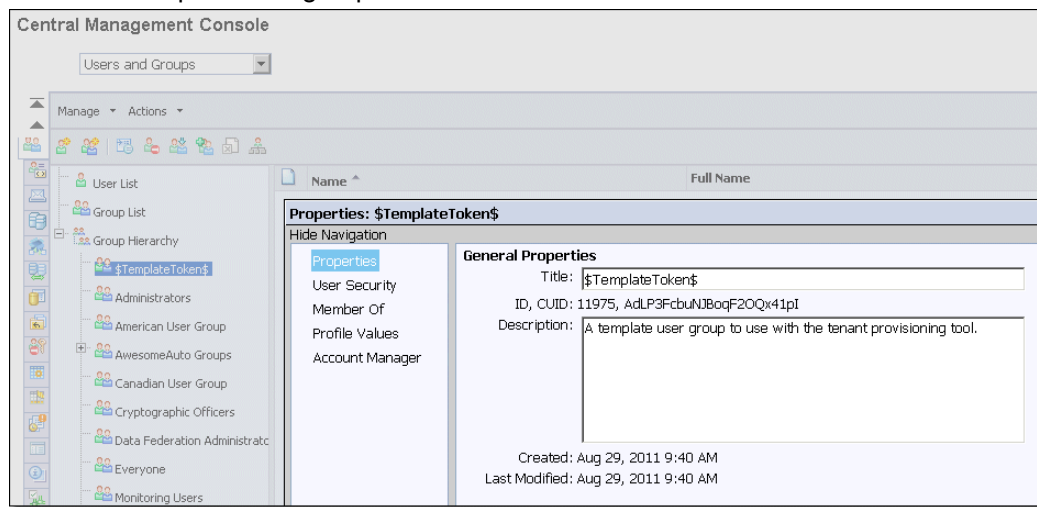 Central Management Console
Users and Groups
Manage Actions
Name Full Name
User List
Group List
Group Hierarchy
$TemplateToken$
Administrators
American User Group
AwesomeAuto Groups
Canadian User Group
Cryptographic Officers
Data Federation Administratc
Everyone
Monitoring Users
Properties: $TemplateToken$
Hide Navigation
Properties
User Security
Member Of
Profile Values
Account Manager
General Properties
Title: $TemplateToken$
ID, CUID: 11975, AdLP3FcbuNJBoqF2OQx41pI
Description: A template user group to use with the tenant provisioning tool.
Created: Aug 29, 2011 9:40 AM
Last Modified: Aug 29, 2011 9:40 AM